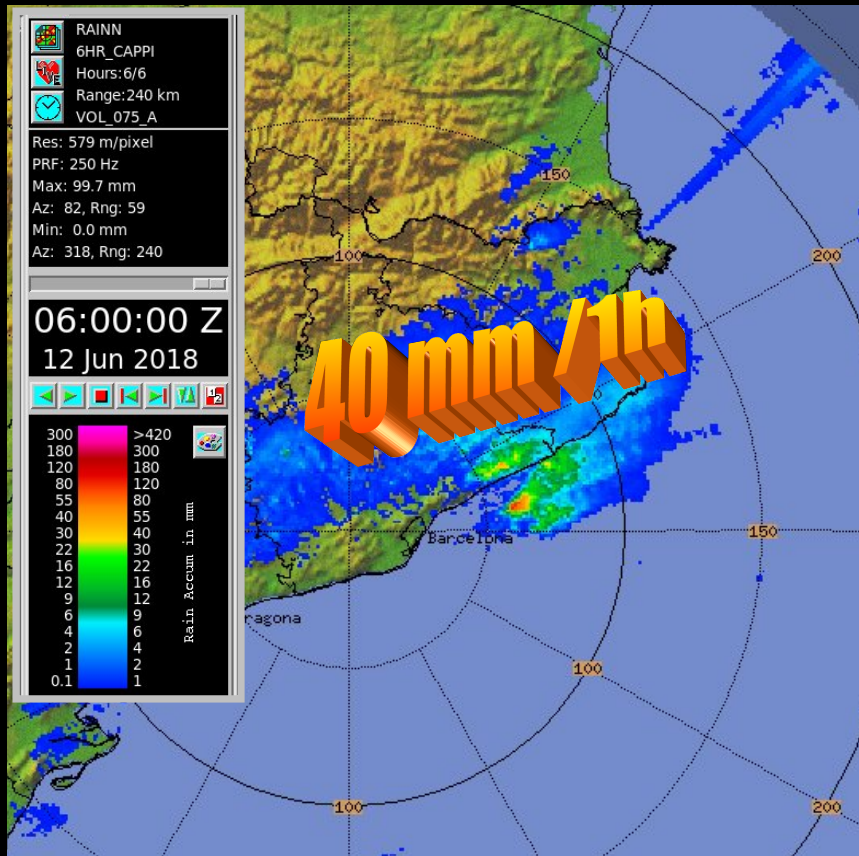 RAINN
6HR_CAPPI
Hours:6/6
Range:240 km
VOL_075_A
Res: 579 m/pixel
PRF: 250 Hz
Max: 99.7 mm
Az: 82, Rng: 59
Min: 0.0 mm
Az: 318, Rng: 240
06:00:00 Z
12 Jun 2018
300 >420
180 300
120 180
80 120
55 80
40 55
30 40
22 30
16 22
12 16
9 12
6 9
4 6
2 4
1 2
0.1 1
Rain Accum in mm
150
100
200
40 mm /1h
Barcelona
150
ragona
100
100
200